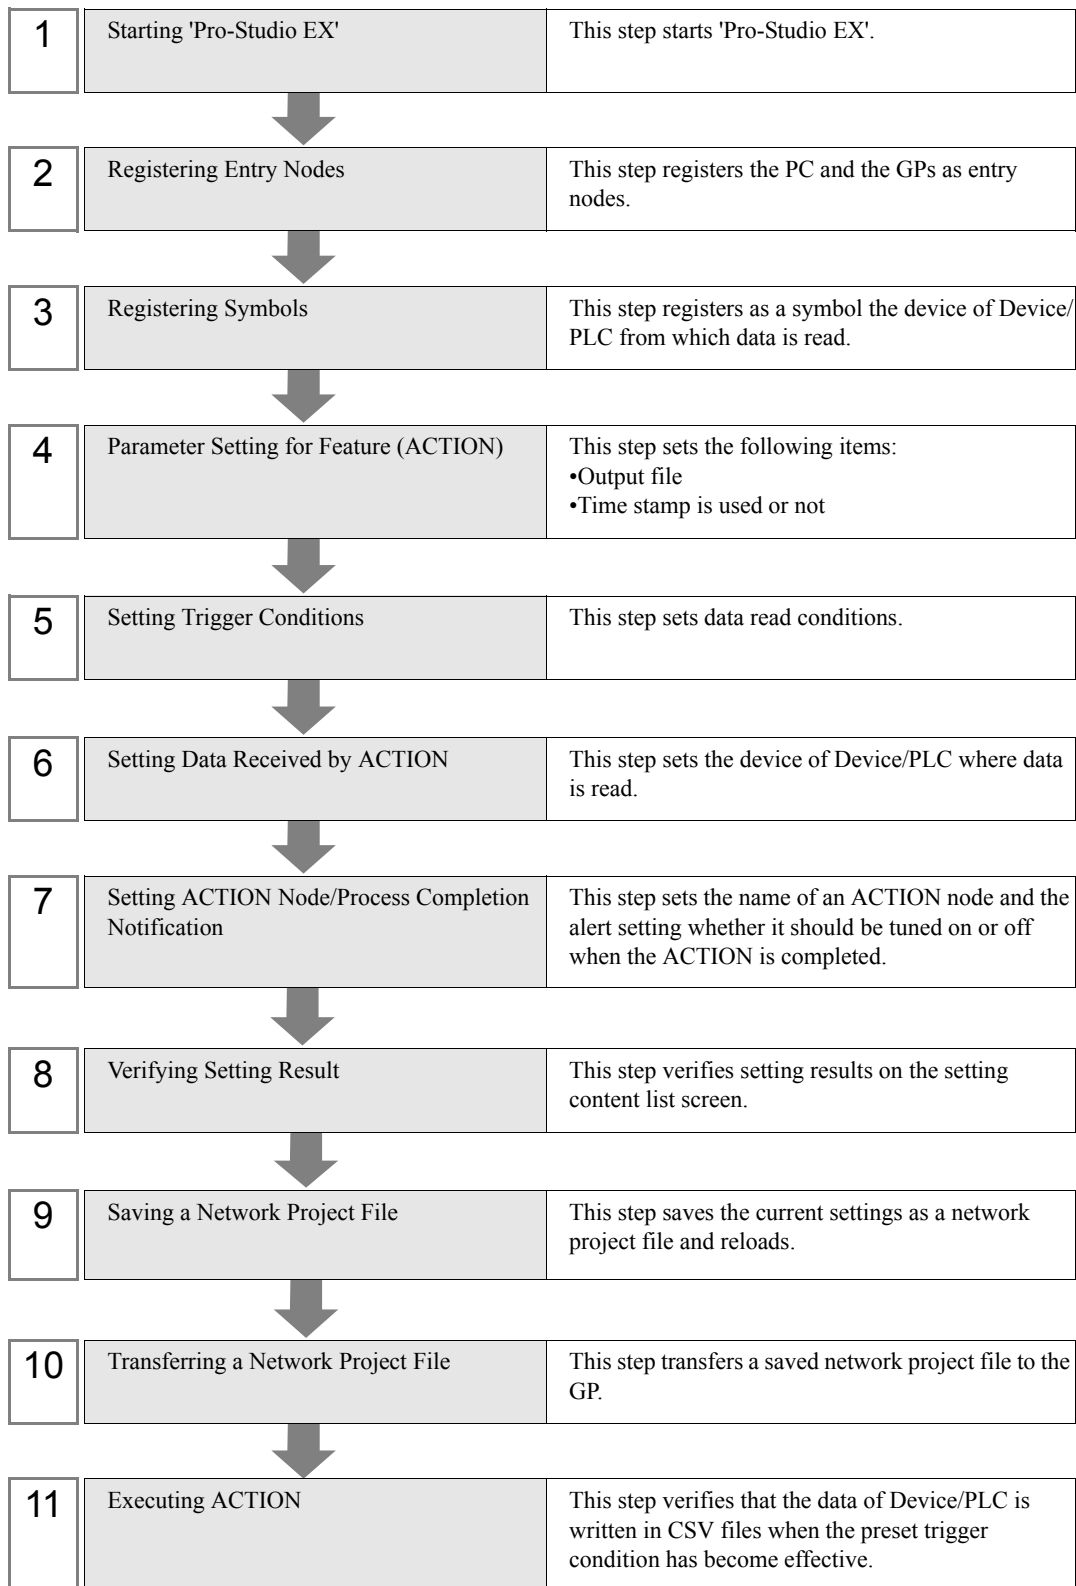 1
Starting 'Pro-Studio EX'
This step starts 'Pro-Studio EX'.
2
Registering Entry Nodes
This step registers the PC and the GPs as entry
nodes.
3
Registering Symbols
This step registers as a symbol the device of Device/
PLC from which data is read.
4
Parameter Setting for Feature (ACTION)
This step sets the following items:
•Output file
•Time stamp is used or not
5
Setting Trigger Conditions
This step sets data read conditions.
6
Setting Data Received by ACTION
This step sets the device of Device/PLC where data
is read.
7
Setting ACTION Node/Process Completion
Notification
This step sets the name of an ACTION node and the
alert setting whether it should be tuned on or off
when the ACTION is completed.
8
Verifying Setting Result
This step verifies setting results on the setting
content list screen.
9
Saving a Network Project File
This step saves the current settings as a network
project file and reloads.
10
Transferring a Network Project File
This step transfers a saved network project file to the
GP.
11
Executing ACTION
This step verifies that the data of Device/PLC is
written in CSV files when the preset trigger
condition has become effective.